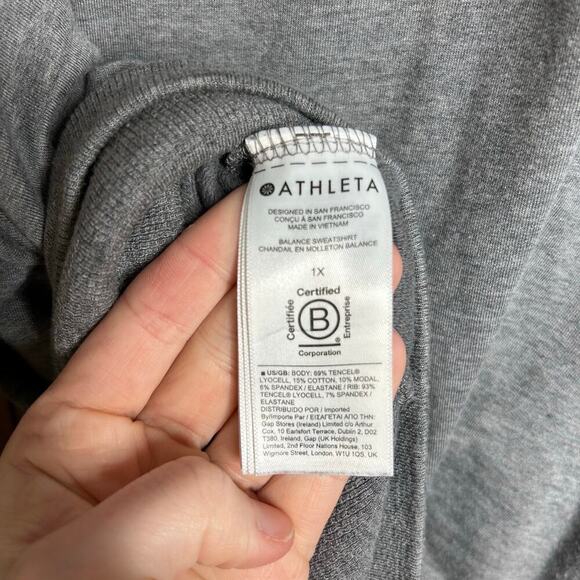 ATHLETA
DESIGNED IN SAN FRANCISCO
CONÇU À SAN FRANCISCO
MADE IN VIETNAM
BALANCE SWEATSHIRT
CHANDAIL EN MOLLETON BALANCE
1X
Certified
Certifiée
B
Entreprise
®
Corporation
■ US/GB: BODY: 69% TENCEL®
LYOCELL, 15% COTTON, 10% MODAL,
6% SPANDEX / ELASTANE / RIB: 93%
TENCEL® LYOCELL, 7% SPANDEX /
ELASTANE
DISTRIBUIDO POR / Imported
By/Importe Par / ΕΙΣΑΓΕΤΑΙ ΑΠΟ ΤΗΝ:
Gap Stores (Ireland) Limited c/o Arthur
Cox, 10 Earlsfort Terrace, Dublin 2, D02
T380, Ireland, Gap (UK Holdings)
Limited, 2nd Floor Nations House, 103
Wigmore Street, London, W1U 1QS, UK